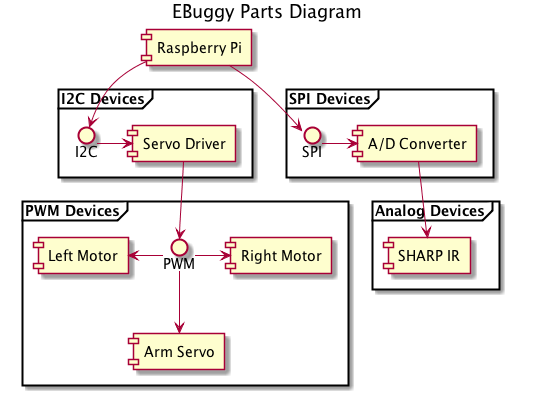 EBuggy Parts Diagram
Raspberry Pi
I2C Devices
SPI Devices
I2C
Servo Driver
SPI
A/D Converter
PWM Devices
Analog Devices
Left Motor
PWM
Right Motor
SHARP IR
Arm Servo